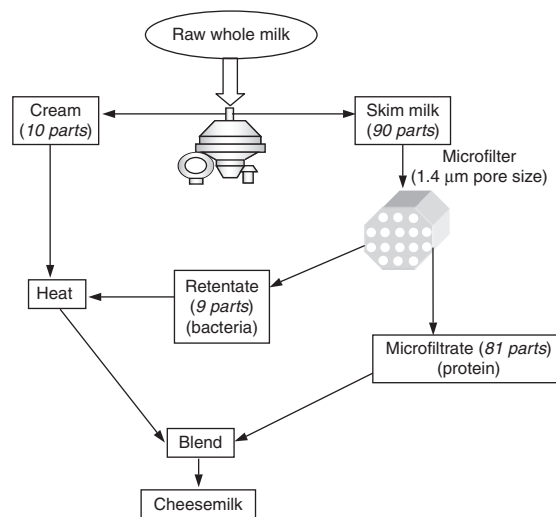 Raw whole milk
Cream
(10 parts)
Skim milk
(90 parts)
Microfilter
(1.4 μm pore size)
Heat
Retentate
(9 parts)
(bacteria)
Microfiltrate (81 parts)
(protein)
Blend
Cheesemilk